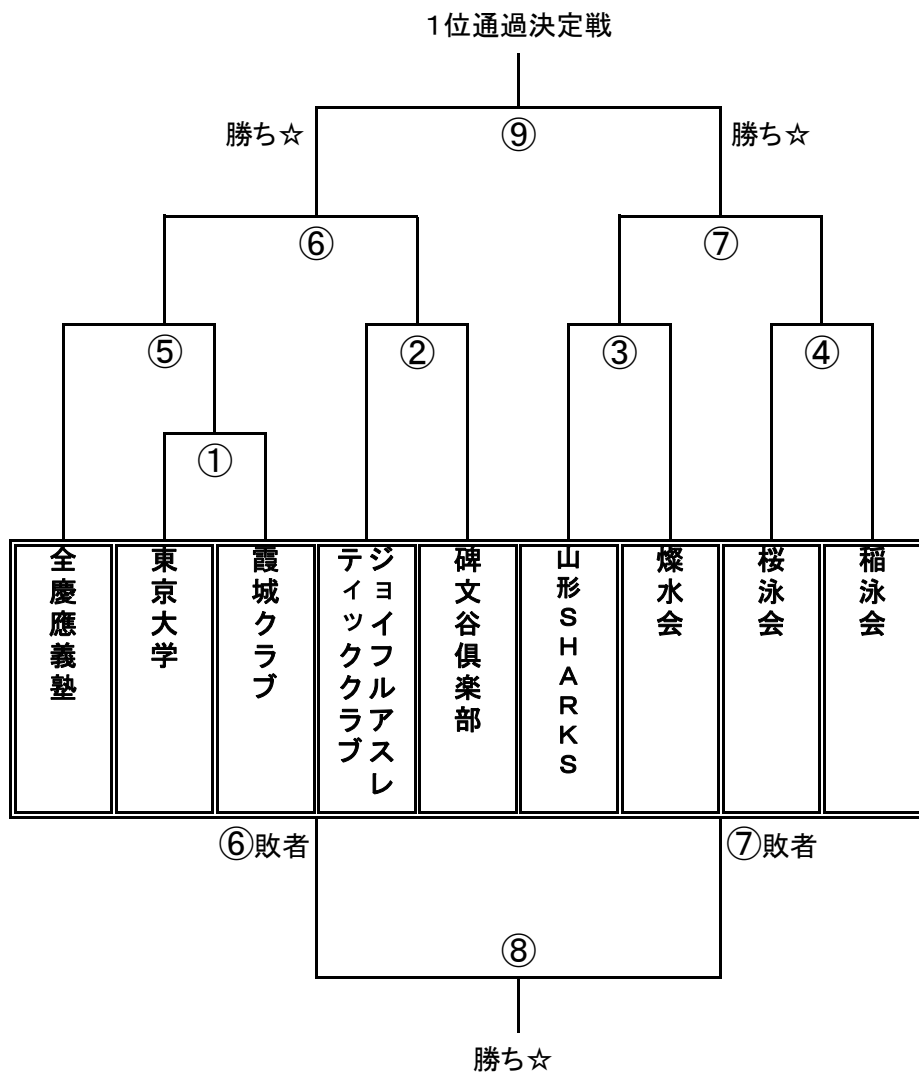 1位通過決定戦
勝ち☆
⑨
勝ち☆
⑥
⑦
⑤
②
③
④
①
全慶應義塾
東京大学
霞城クラブ
ジョイフルアスレ
ティッククラブ
碑文谷倶楽部
山形SHARKS
燦水会
桜泳会
稲泳会
⑥敗者
⑦敗者
⑧
勝ち☆